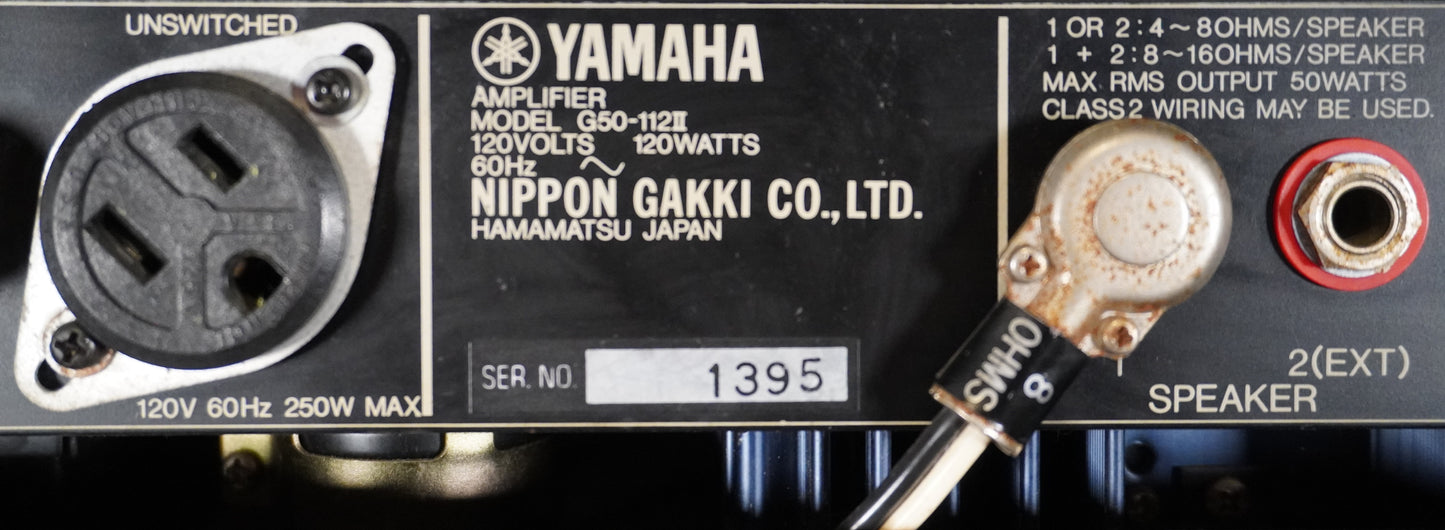 UNSWITCHED
120V 60Hz 250W MAX.
YAMAHA
AMPLIFIER
MODEL G50-112II
120VOLTS 120WATTS
60Hz ~
NIPPON GAKKI CO., LTD.
HAMAMATSU JAPAN
SER. NO. 1395
1 OR 2 : 4~8OHMS/SPEAKER
1 + 2 : 8~16OHMS/SPEAKER
MAX RMS OUTPUT 50WATTS
CLASS2 WIRING MAY BE USED.
8 OHMS
1 2(EXT)
SPEAKER